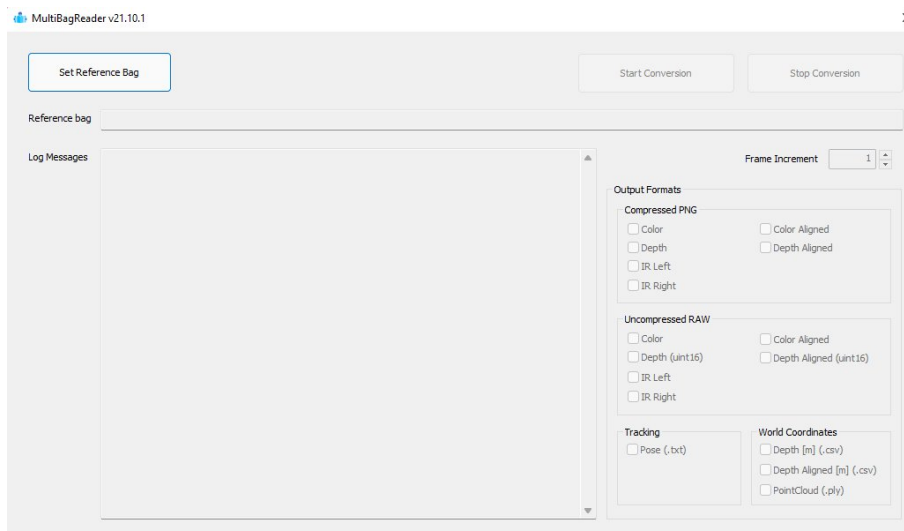 MultiBagReader v21.10.1
Set Reference Bag
Start Conversion
Stop Conversion
Reference bag
Log Messages
Frame Increment 1
Output Formats
Compressed PNG
Color
Color Aligned
Depth
Depth Aligned
IR Left
IR Right
Uncompressed RAW
Color
Color Aligned
Depth (uint16)
Depth Aligned (uint16)
IR Left
IR Right
Tracking
Pose (.txt)
World Coordinates
Depth [m] (.csv)
Depth Aligned [m] (.csv)
PointCloud (.ply)